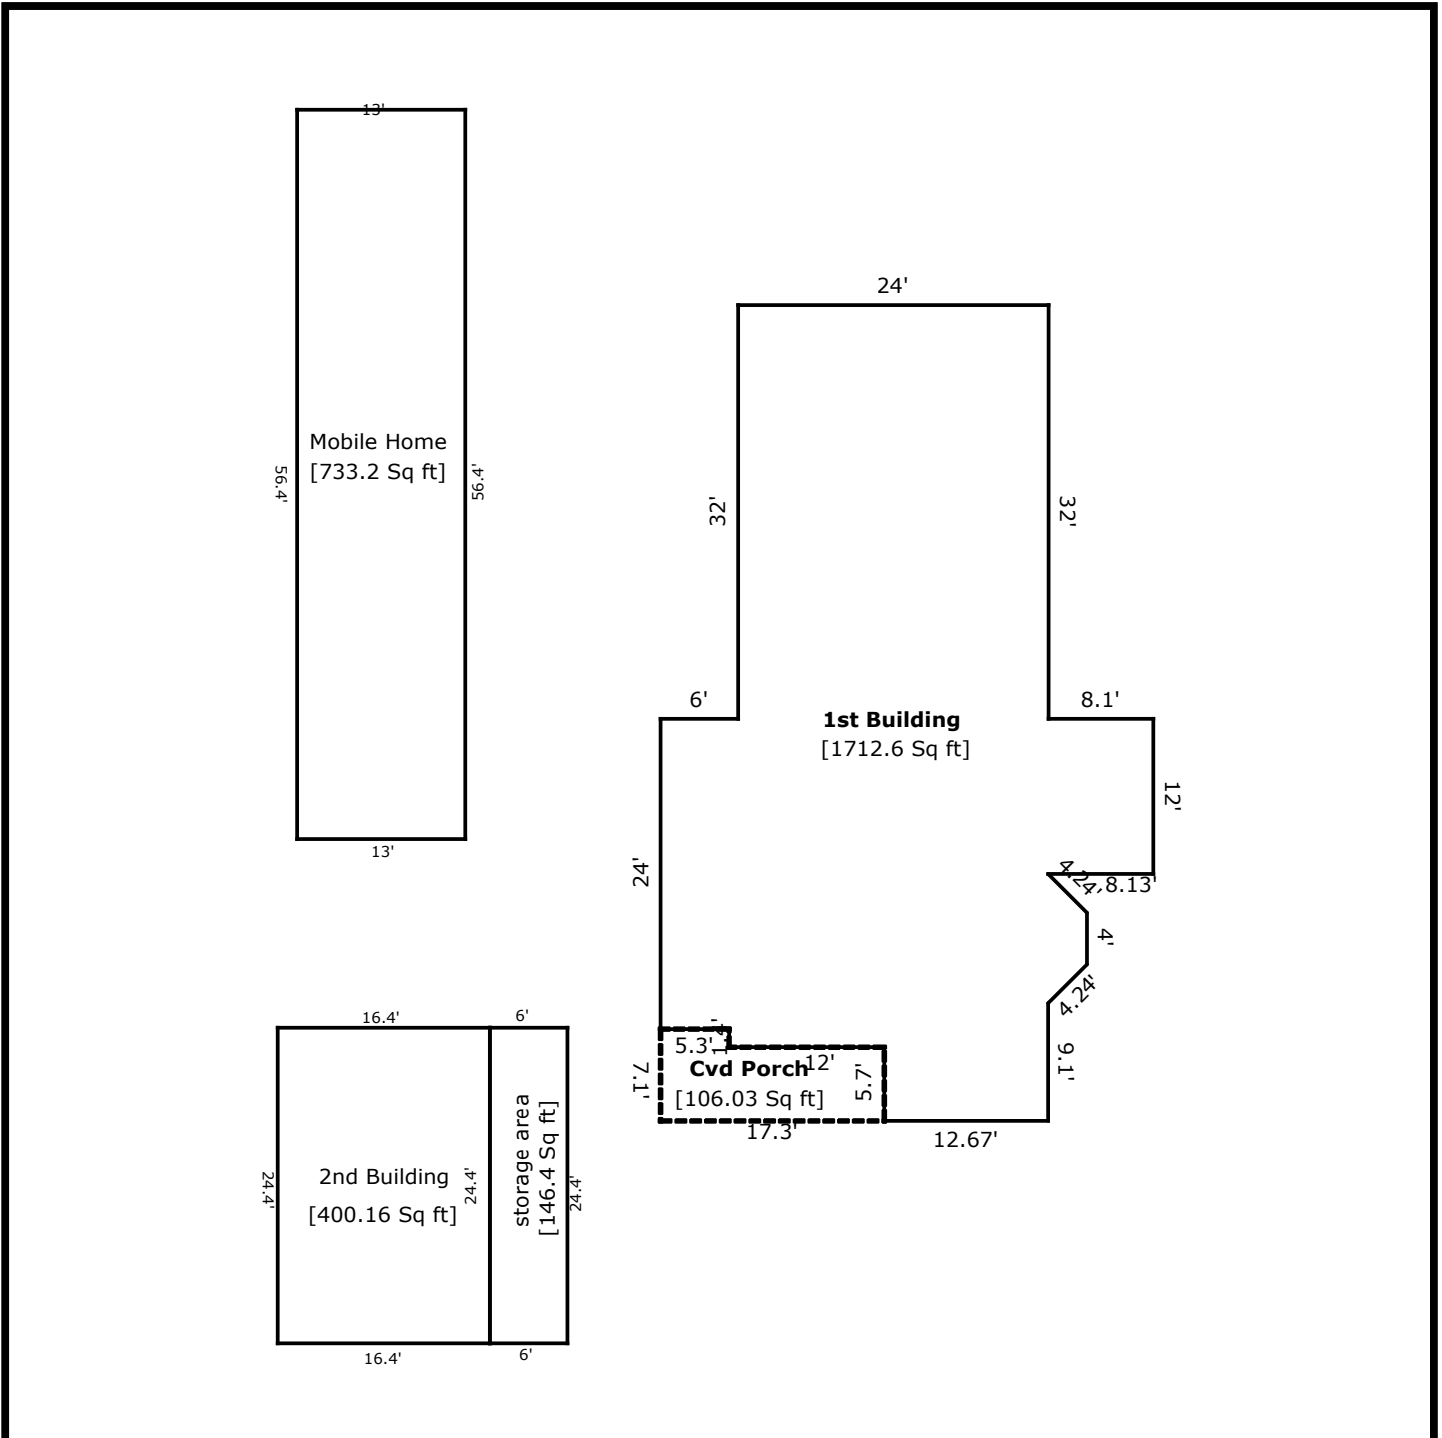 13'
Mobile Home
[733.2 Sq ft]
56.4'
56.4'
13'
24'
32'
32'
6'
8.1'
1st Building
[1712.6 Sq ft]
12'
24'
4.24'
8.13'
4'
4.24'
9.1'
5.3'
12'
Cvd Porch
[106.03 Sq ft]
7.1'
5.7'
17.3'
12.67'
16.4'
6'
2nd Building
[400.16 Sq ft]
24.4'
24.4'
storage area
[146.4 Sq ft]
24.4'
16.4'
6'